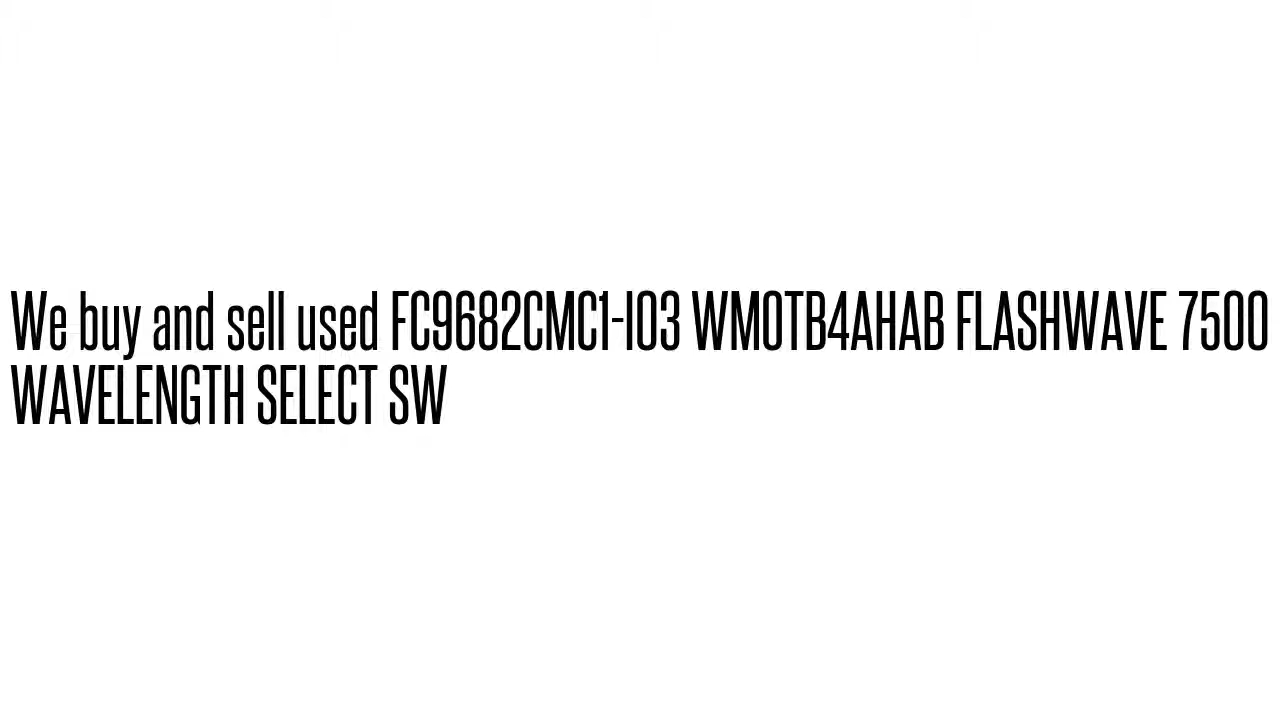 We buy and sell used FC9682CMC1-I03 WM0TB4AHAB FLASHWAVE 7500
WAVELENGTH SELECT SW